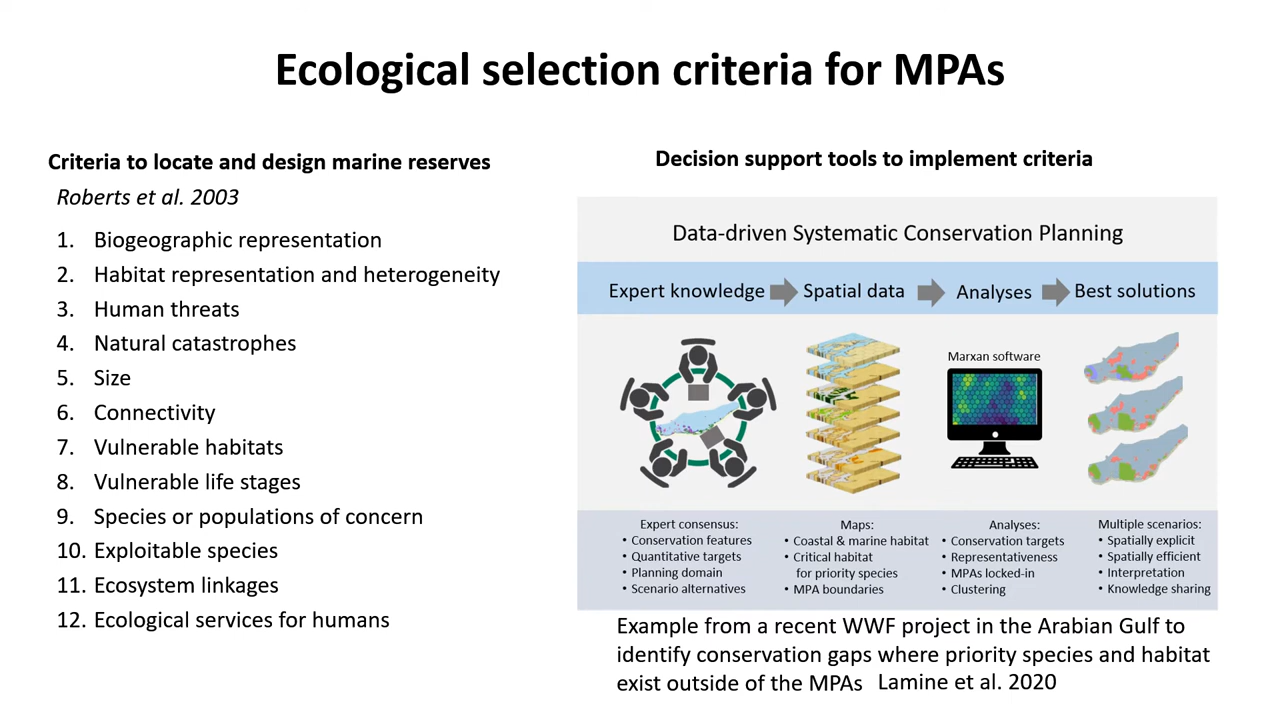 Ecological selection criteria for MPAs
Criteria to locate and design marine reserves
Roberts et al. 2003
1. Biogeographic representation
2. Habitat representation and heterogeneity
3. Human threats
4. Natural catastrophes
5. Size
6. Connectivity
7. Vulnerable habitats
8. Vulnerable life stages
9. Species or populations of concern
10. Exploitable species
11. Ecosystem linkages
12. Ecological services for humans
Decision support tools to implement criteria
Data-driven Systematic Conservation Planning
Expert knowledge
Spatial data
Analyses
Best solutions
Marxan software
Expert consensus:
• Conservation features
• Quantitative targets
• Planning domain
• Scenario alternatives
Maps:
• Coastal & marine habitat
• Critical habitat
for priority species
• MPA boundaries
Analyses:
• Conservation targets
• Representativeness
• MPAs locked-in
• Clustering
Multiple scenarios:
• Spatially explicit
• Spatially efficient
• Interpretation
• Knowledge sharing
Example from a recent WWF project in the Arabian Gulf to
identify conservation gaps where priority species and habitat
exist outside of the MPAs Lamine et al. 2020